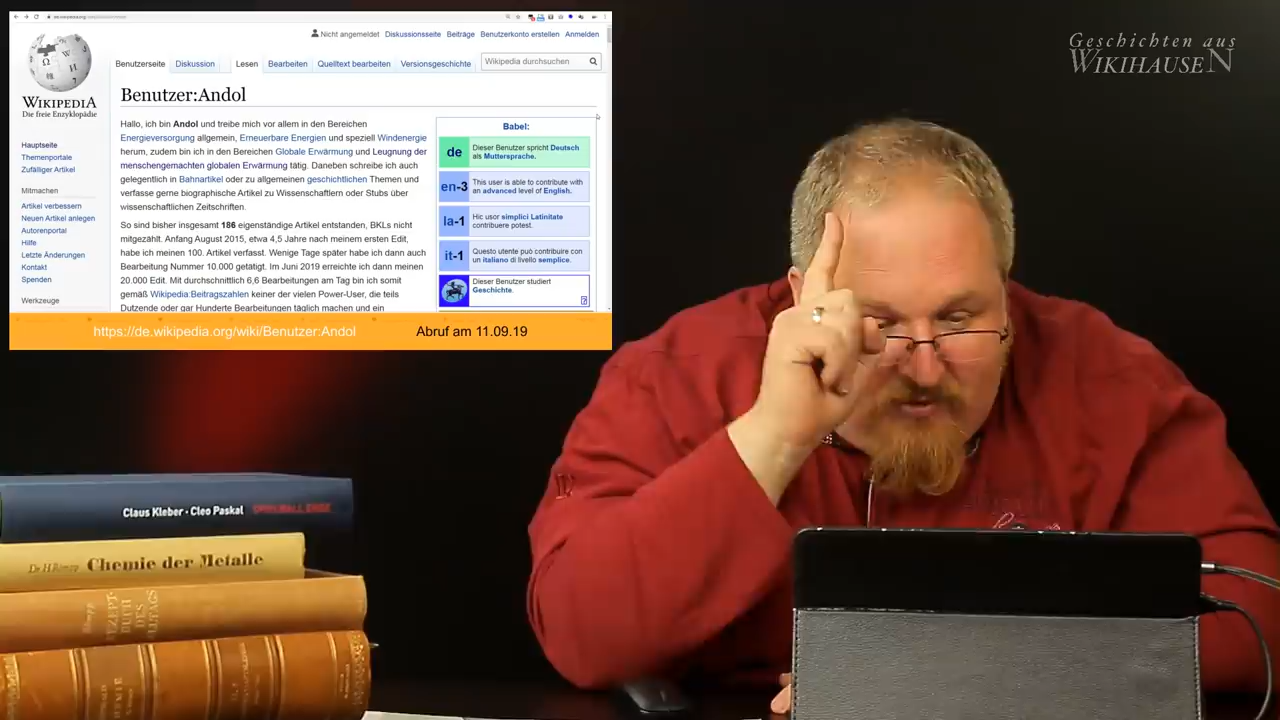 Nicht angemeldet Diskussionsseite Beiträge Benutzerkonto erstellen Anmelden
Benutzerseite Diskussion Lesen Bearbeiten Quelltext bearbeiten Versionsgeschichte Wikipedia durchsuchen
WIKIPEDIA
Die freie Enzyklopädie
Hauptseite
Themenportale
Zufälliger Artikel
Mitmachen
Artikel verbessern
Neuen Artikel anlegen
Autorenportal
Hilfe
Letzte Änderungen
Kontakt
Spenden
Werkzeuge
Benutzer:Andol
Hallo, ich bin Andol und treibe mich vor allem in den Bereichen
Energieversorgung allgemein, Erneuerbare Energien und speziell Windenergie
herum, zudem bin ich in den Bereichen Globale Erwärmung und Leugnung der
menschengemachten globalen Erwärmung tätig. Daneben schreibe ich auch
gelegentlich in Bahnartikel oder zu allgemeinen geschichtlichen Themen und
verfasse gerne biographische Artikel zu Wissenschaftlern oder Stubs über
wissenschaftlichen Zeitschriften.
So sind bisher insgesamt 186 eigenständige Artikel entstanden, BKLs nicht
mitgezählt. Anfang August 2015, etwa 4,5 Jahre nach meinem ersten Edit,
habe ich meinen 100. Artikel verfasst. Wenige Tage später habe ich dann auch
Bearbeitung Nummer 10.000 getätigt. Im Juni 2019 erreichte ich dann meinen
20.000 Edit. Mit durchschnittlich 6,6 Bearbeitungen am Tag bin ich somit
gemäß Wikipedia:Beitragszahlen keiner der vielen Power-User, die teils
Dutzende oder gar Hunderte Bearbeitungen täglich machen und ein
Babel:
de Dieser Benutzer spricht Deutsch
als Muttersprache.
en-3 This user is able to contribute with
an advanced level of English.
la-1 Hic usor simplici Latinitate
contribuere potest.
it-1 Questo utente può contribuire con
un italiano di livello semplice.
Dieser Benutzer studiert
Geschichte.
https://de.wikipedia.org/wiki/Benutzer:Andol Abruf am 11.09.19
Geschichten aus
WIKIHAUSEN
Claus Kleber · Cleo Paskal
Chemie der Metalle
REZEPT-
BUCH
DES
ALLTAGS